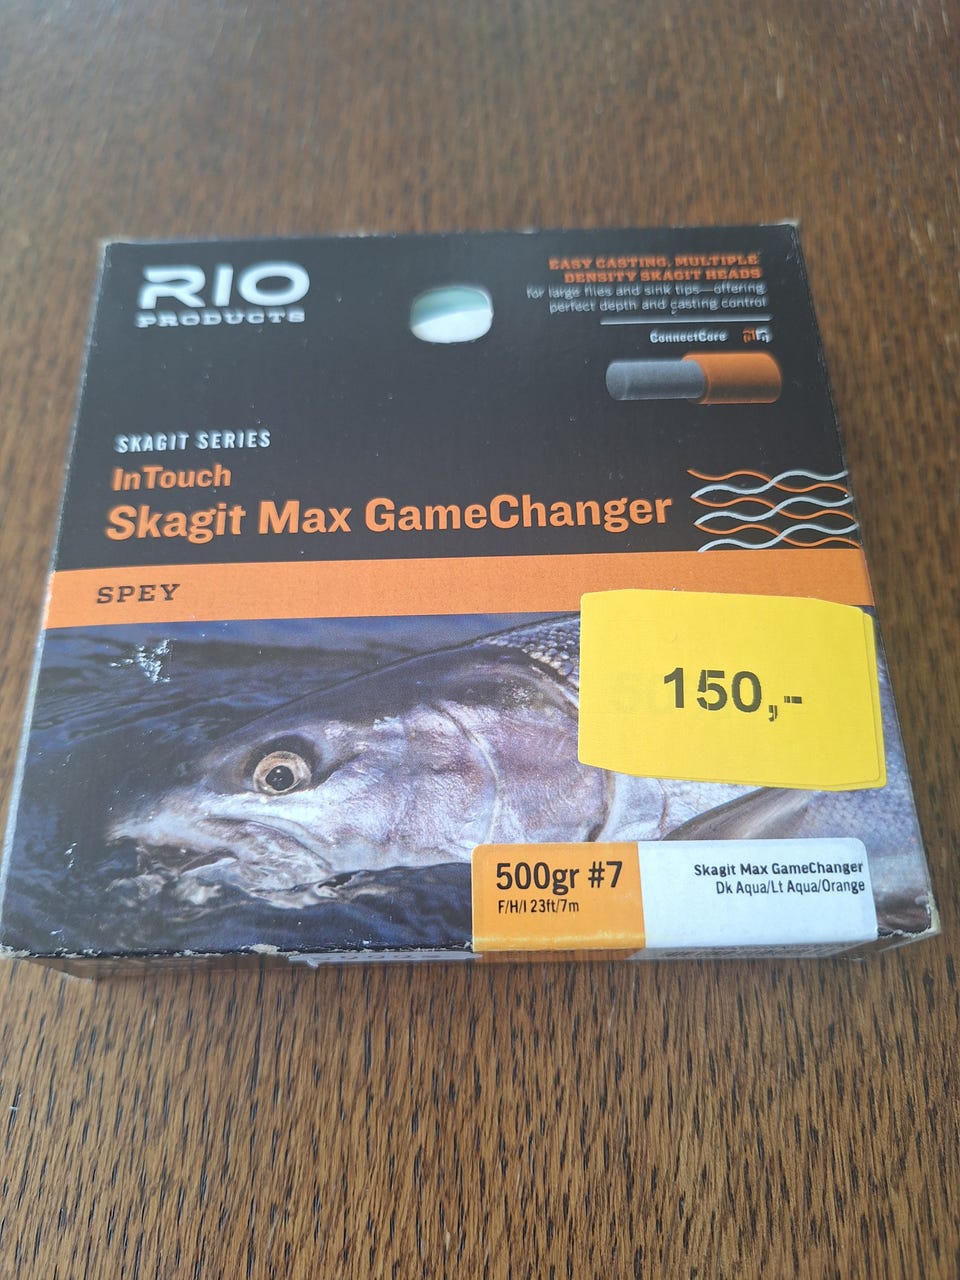 RIO
PRODUCTS
EASY CASTING, MULTIPLE
DENSITY SKAGIT HEADS
for large flies and sink tips—offering
perfect depth and casting control
ConnectCore
SKAGIT SERIES
InTouch
Skagit Max GameChanger
SPEY
150,-
500gr #7
F/H/I 23ft/7m
Skagit Max GameChanger
Dk Aqua/Lt Aqua/Orange